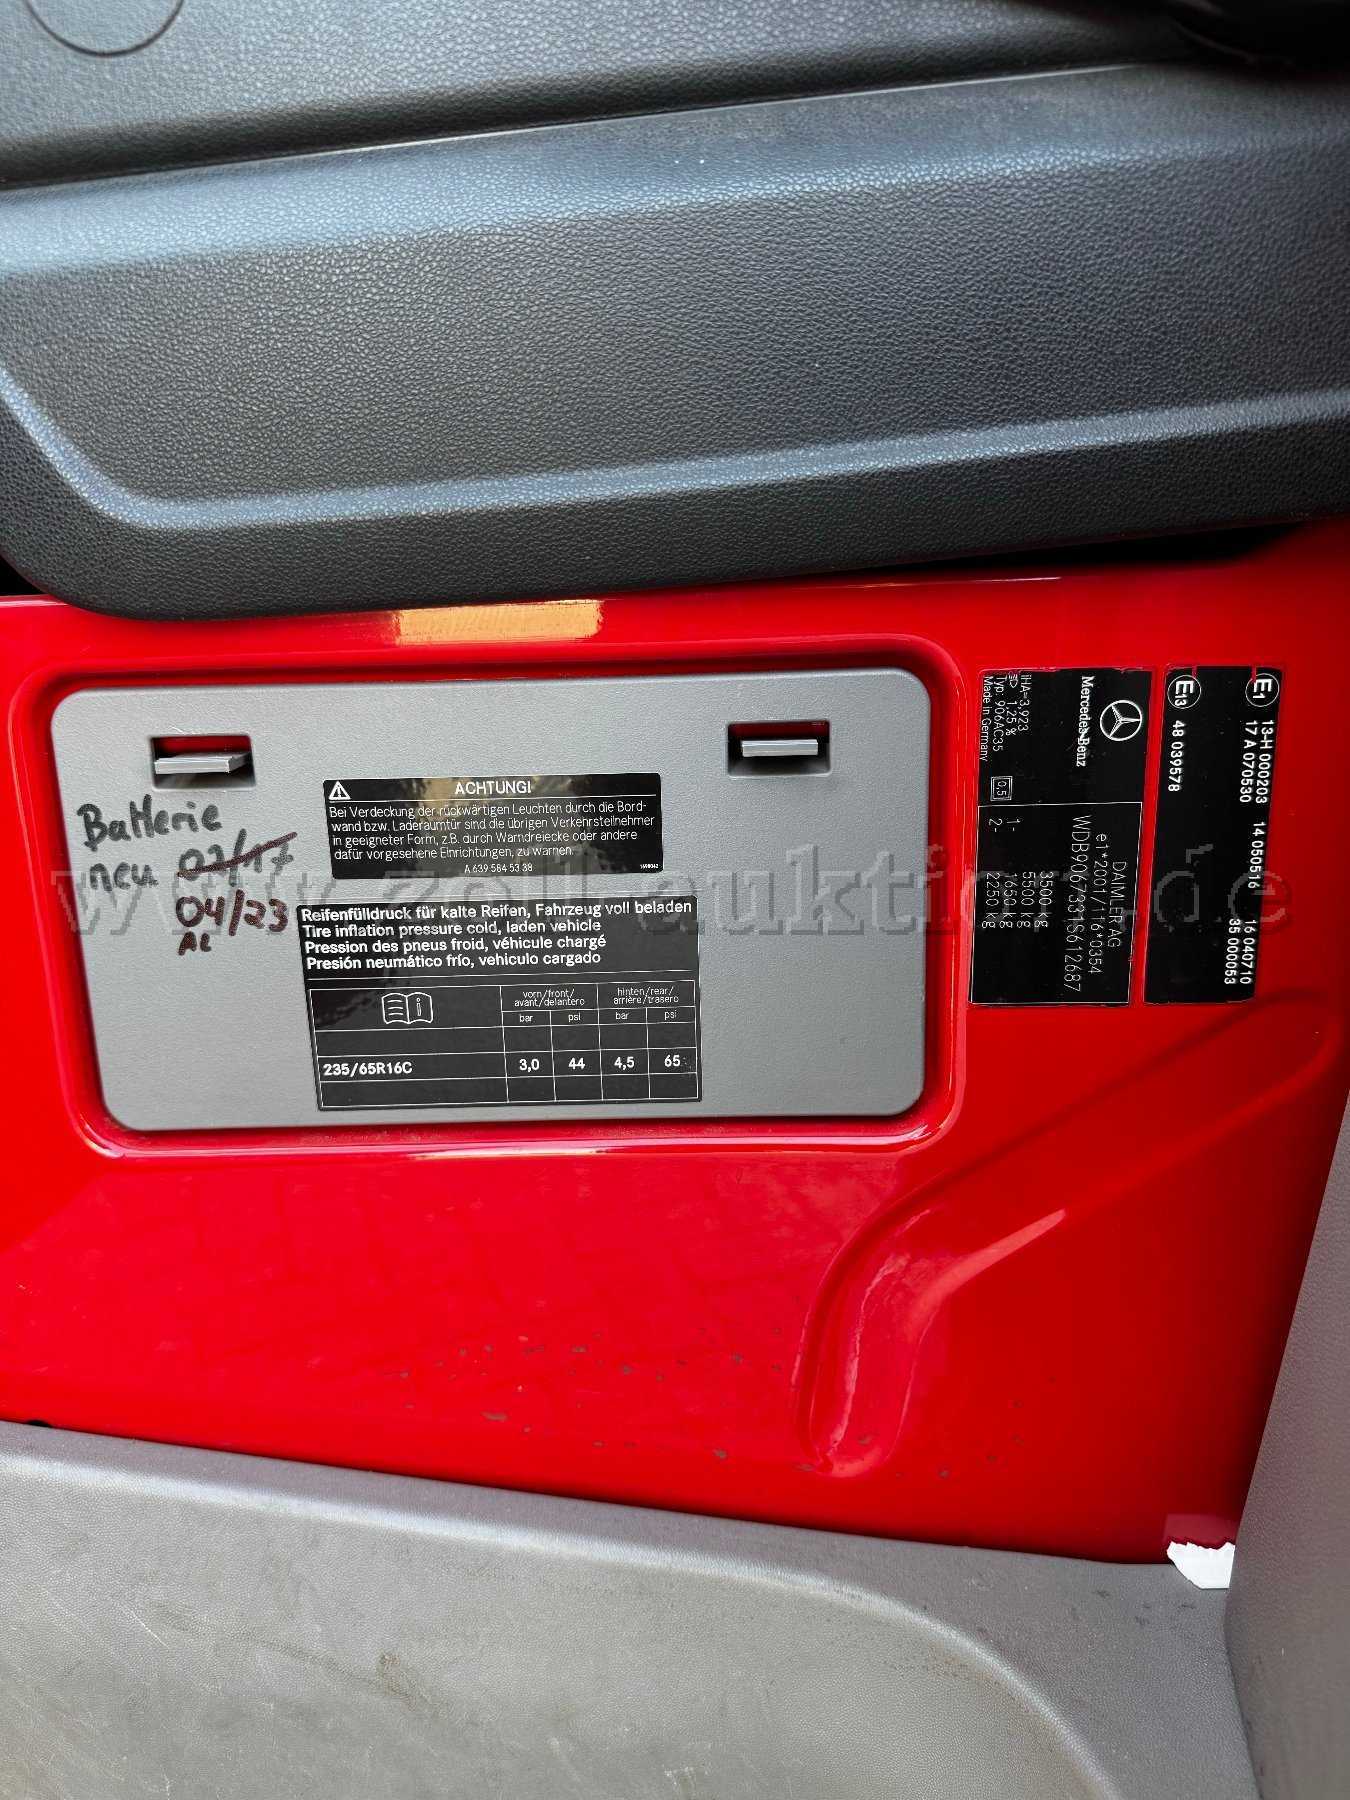 Batterie
neu 07/17
04/23
AL
ACHTUNG!
Bei Verdeckung der rückwärtigen Leuchten durch die Bord-
wand bzw. Laderaumtür sind die übrigen Verkehrsteilnehmer
in geeigneter Form, z.B. durch Warndreiecke oder andere
dafür vorgesehene Einrichtungen, zu warnen.
A 639 584 53 38
Reifenfülldruck für kalte Reifen, Fahrzeug voll beladen
Tire inflation pressure cold, laden vehicle
Pression des pneus froid, véhicule chargé
Presión neumático frío, vehiculo cargado
vorn/front/ hinten/rear/
avant/delantero arrière/trasero
bar psi bar psi
235/65R16C 3,0 44 4,5 65
Mercedes-Benz
iHA=3,923
1,25 %
Typ: 906AC35
Made in Germany
0,5
DAIMLER AG
e1*2001/116*0354
WDB9067331S612687
3500 kg
5500 kg
1- 1650 kg
2- 2250 kg
E1 13-H 000203 14 050516 16 040710
17 A 070530 35 000053
E13 48 039578
www.zoll-auktion.de